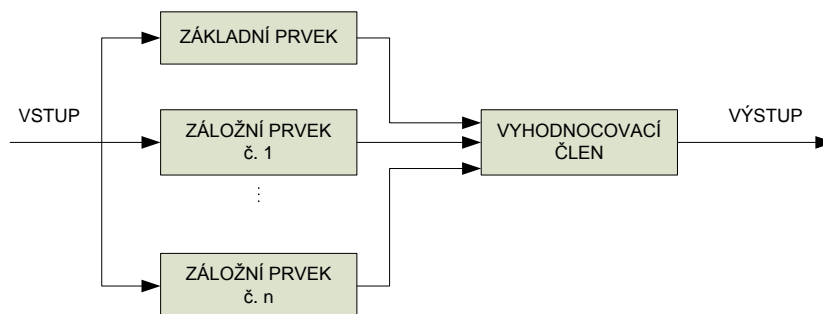 ZÁKLADNÍ PRVEK
VSTUP
ZÁLOŽNÍ PRVEK
č. 1
VYHODNOCOVACÍ
ČLEN
VÝSTUP
ZÁLOŽNÍ PRVEK
č. n